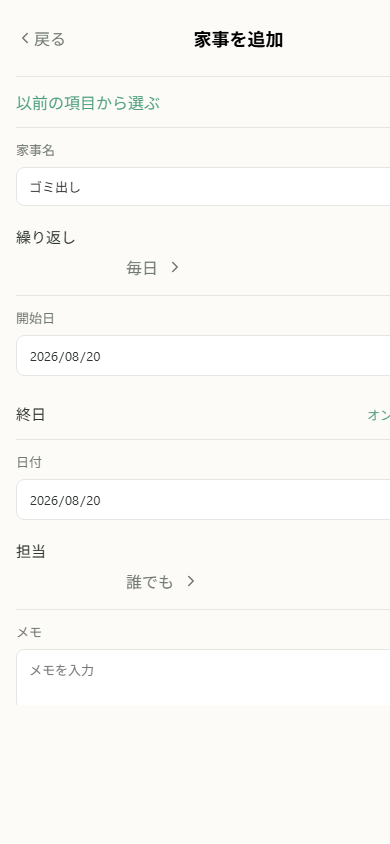 戻る
家事を追加
以前の項目から選ぶ
家事名
ゴミ出し
繰り返し
毎日
開始日
2026/08/20
終日
オン
日付
2026/08/20
担当
誰でも
メモ
メモを入力